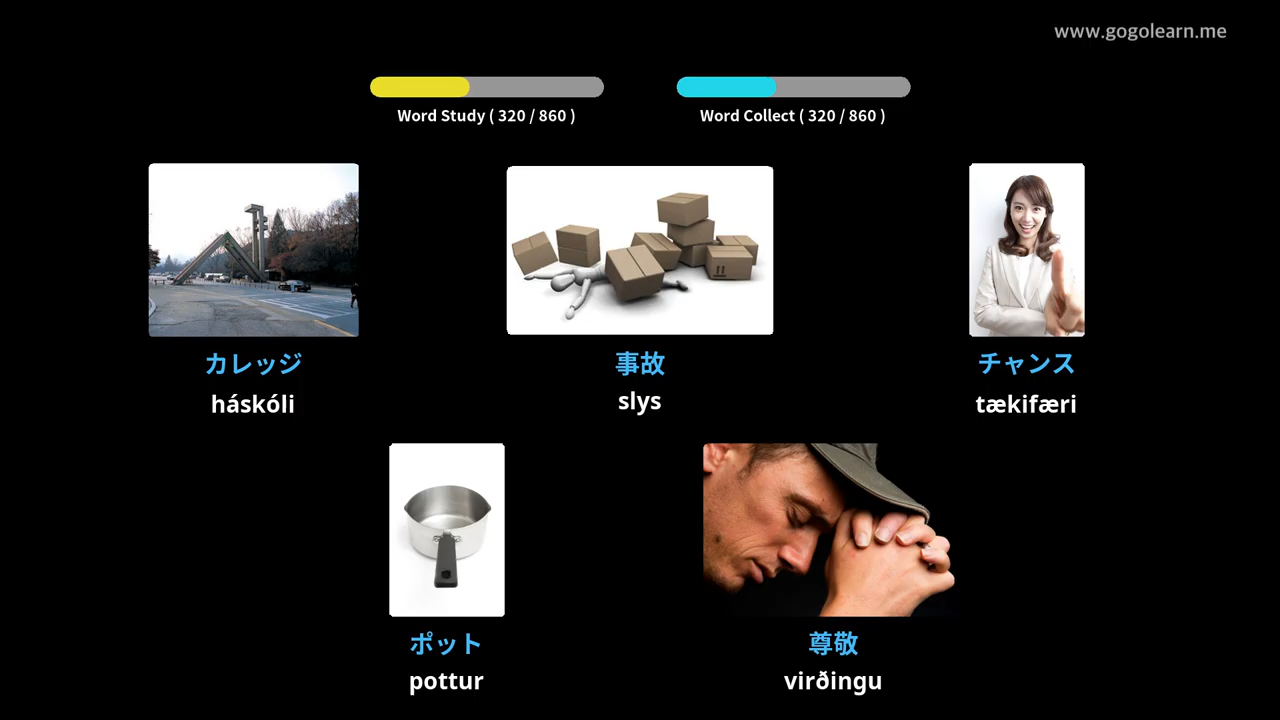 www.gogolearn.me
Word Study ( 320 / 860 )
Word Collect ( 320 / 860 )
カレッジ
háskóli
事故
slys
チャンス
tækifæri
ポット
pottur
尊敬
virðingu